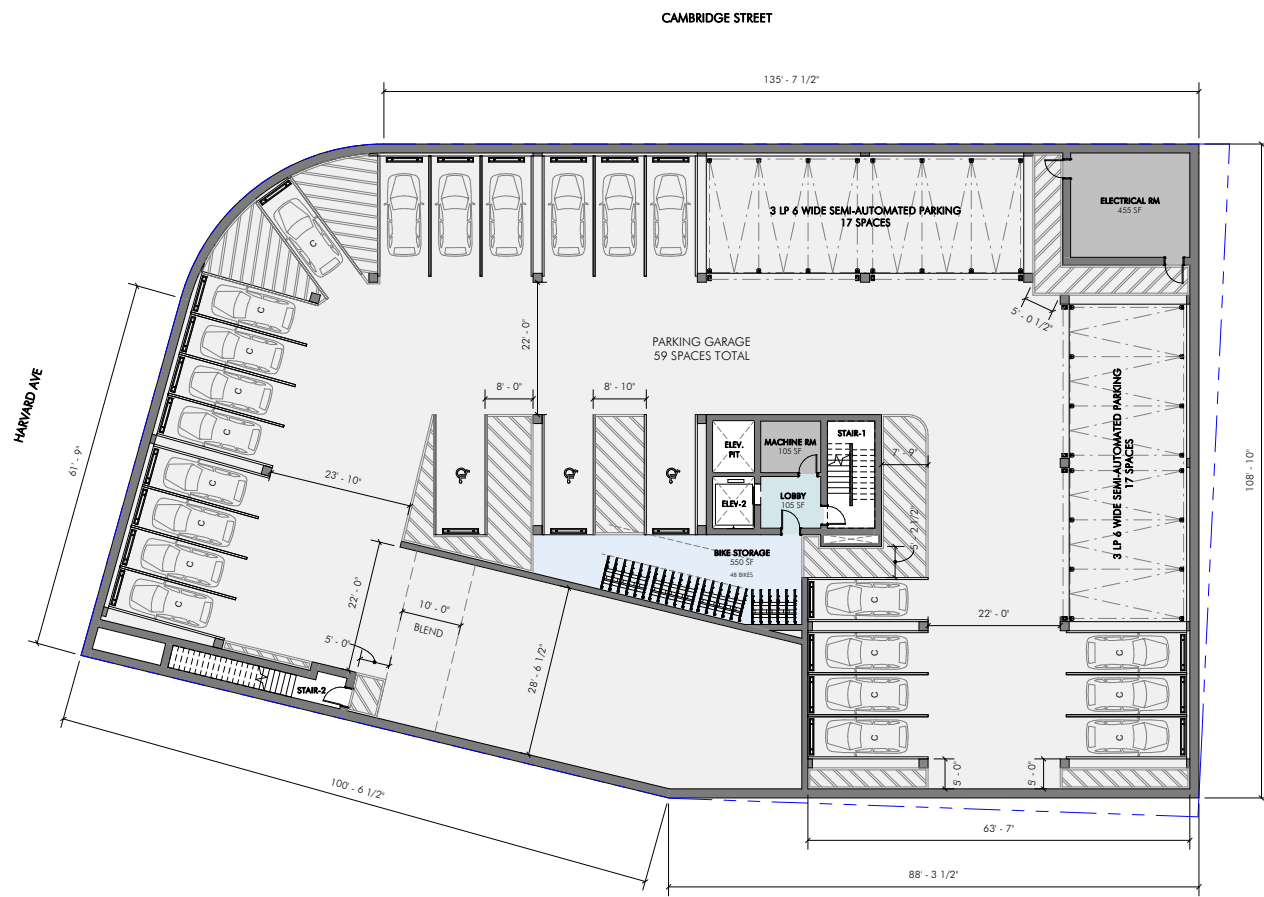 CAMBRIDGE STREET
135' - 7 1/2"
ELECTRICAL RM
455 SF
3 LP 6 WIDE SEMI-AUTOMATED PARKING
17 SPACES
C
C
5' - 0 1/2"
22' - 0"
PARKING GARAGE
59 SPACES TOTAL
C
C
HARVARD AVE
8' - 0"
8' - 10"
3 LP 6 WIDE SEMI-AUTOMATED PARKING
17 SPACES
C
61' - 9"
ELEV.
PIT
MACHINE RM
105 SF
STAIR-1
7' - 9"
108' - 10"
C
23' - 10"
ELEV-2
LOBBY
105 SF
C
5' - 2 1/2"
BIKE STORAGE
550 SF
48 BIKES
C
22' - 0"
C
C
10' - 0"
BLEND
22' - 0"
5' - 0"
28' - 6 1/2"
C
C
STAIR-2
C
C
C
C
5' - 0"
5' - 0"
100' - 6 1/2"
63' - 7"
88' - 3 1/2"